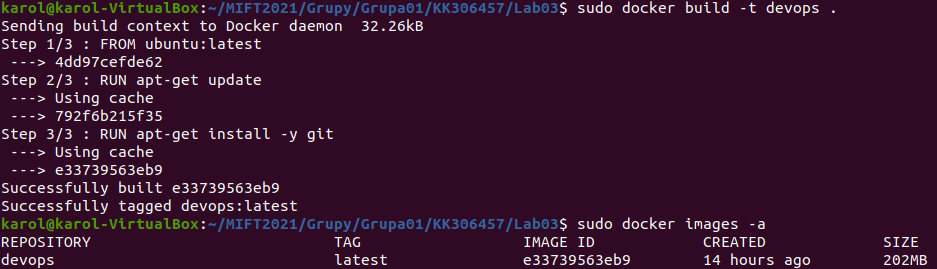 karol@karol-VirtualBox:~/MIFT2021/Grupy/Grupa01/KK306457/Lab03$ sudo docker build -t devops .
Sending build context to Docker daemon  32.26kB
Step 1/3 : FROM ubuntu:latest
 ---> 4dd97cefde62
Step 2/3 : RUN apt-get update
 ---> Using cache
 ---> 792f6b215f35
Step 3/3 : RUN apt-get install -y git
 ---> Using cache
 ---> e33739563eb9
Successfully built e33739563eb9
Successfully tagged devops:latest
karol@karol-VirtualBox:~/MIFT2021/Grupy/Grupa01/KK306457/Lab03$ sudo docker images -a
REPOSITORY                    TAG                 IMAGE ID            CREATED             SIZE
devops                        latest              e33739563eb9        14 hours ago        202MB